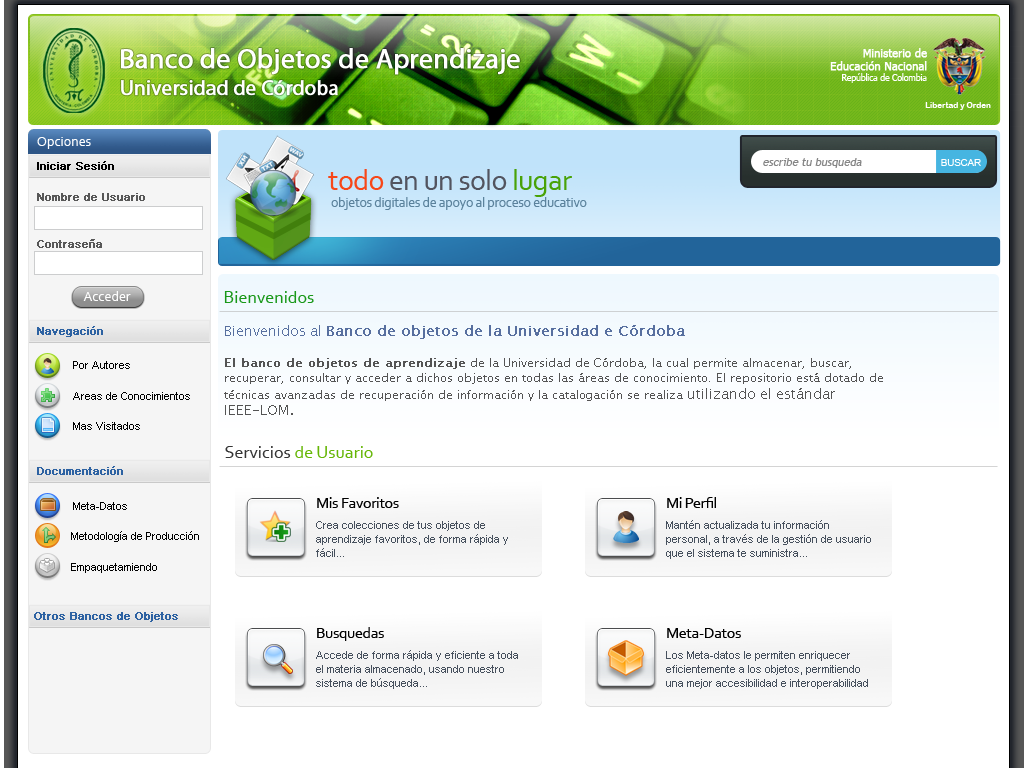 Banco de Objetos de Aprendizaje
Universidad de Córdoba
Ministerio de
Educación Nacional
República de Colombia
Libertad y Orden
Opciones
Iniciar Sesión
Nombre de Usuario
Contraseña
Acceder
Navegación
Por Autores
Areas de Conocimientos
Mas Visitados
Documentación
Meta-Datos
Metodología de Producción
Empaquetamiento
Otros Bancos de Objetos
todo en un solo lugar
objetos digitales de apoyo al proceso educativo
escribe tu busqueda
BUSCAR
Bienvenidos
Bienvenidos al Banco de objetos de la Universidad e Córdoba
El banco de objetos de aprendizaje de la Universidad de Córdoba, la cual permite almacenar, buscar,
recuperar, consultar y acceder a dichos objetos en todas las áreas de conocimiento. El repositorio está dotado de
técnicas avanzadas de recuperación de información y la catalogación se realiza utilizando el estándar
IEEE-LOM.
Servicios de Usuario
Mis Favoritos
Crea colecciones de tus objetos de
aprendizaje favoritos, de forma rápida y
fácil...
Mi Perfil
Mantén actualizada tu información
personal, a través de la gestión de usuario
que el sistema te suministra...
Busquedas
Accede de forma rápida y eficiente a toda
el materia almacenado, usando nuestro
sistema de búsqueda...
Meta-Datos
Los Meta-datos le permiten enriquecer
eficientemente a los objetos, permitiendo
una mejor accesibilidad e interoperabilidad